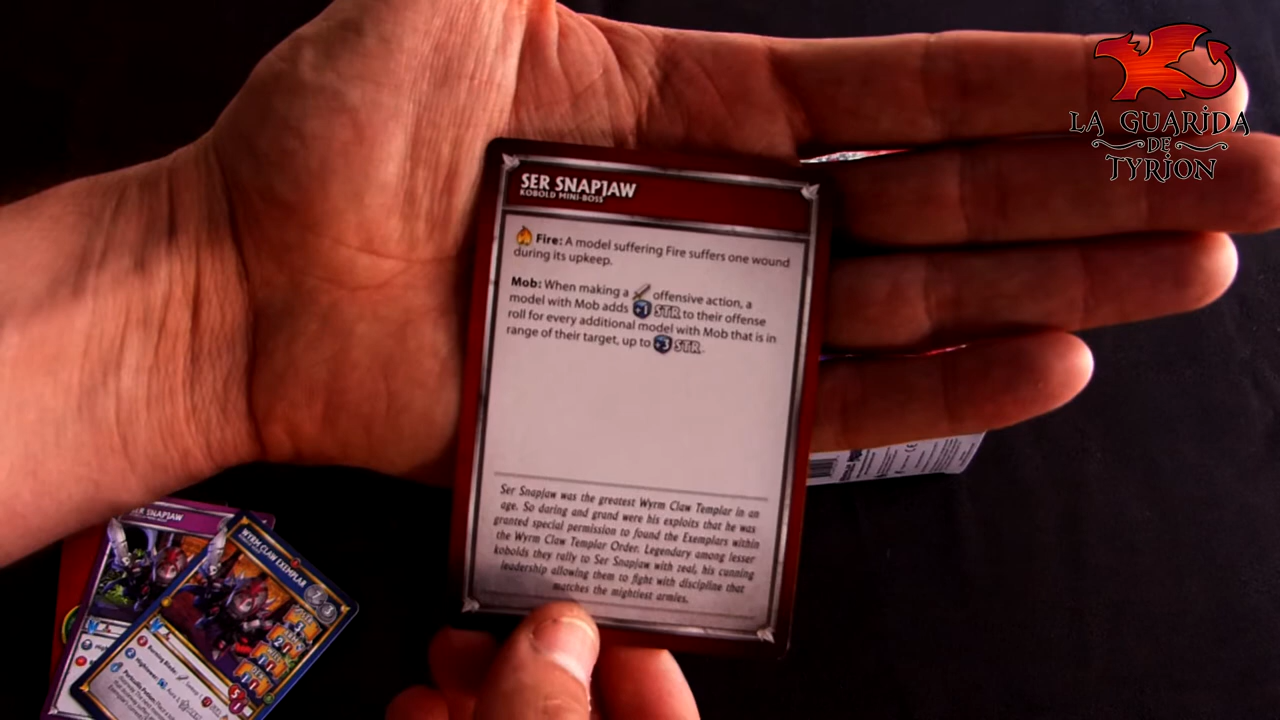 LA GUARIDA
DE
TYRION
SER SNAPJAW
KOBOLD MINI-BOSS
Fire: A model suffering Fire suffers one wound
during its upkeep.
Mob: When making a offensive action, a
model with Mob adds +1 STR to their offense
roll for every additional model with Mob that is in
range of their target, up to +3 STR.
Ser Snapjaw was the greatest Wyrm Claw Templar in an
age. So daring and grand were his exploits that he was
granted special permission to found the Exemplars within
the Wyrm Claw Templar Order. Legendary among lesser
kobolds they rally to Ser Snapjaw with zeal, his cunning
leadership allowing them to fight with discipline that
matches the mightiest armies.
SER SNAPJAW
WYRM CLAW EXEMPLAR